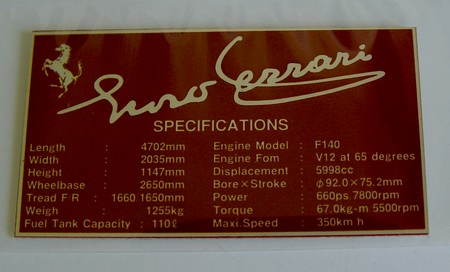 Enzo Ferrari
SPECIFICATIONS
Length : 4702mm Engine Model : F140
Width : 2035mm Engine Fom : V12 at 65 degrees
Height : 1147mm Displacement : 5998cc
Wheelbase : 2650mm Bore×Stroke : φ92.0×75.2mm
Tread F R : 1660 1650mm Power : 660ps 7800rpm
Weigh : 1255kg Torque : 67.0kg-m 5500rpm
Fuel Tank Capacity : 110ℓ Maxi.Speed : 350km h